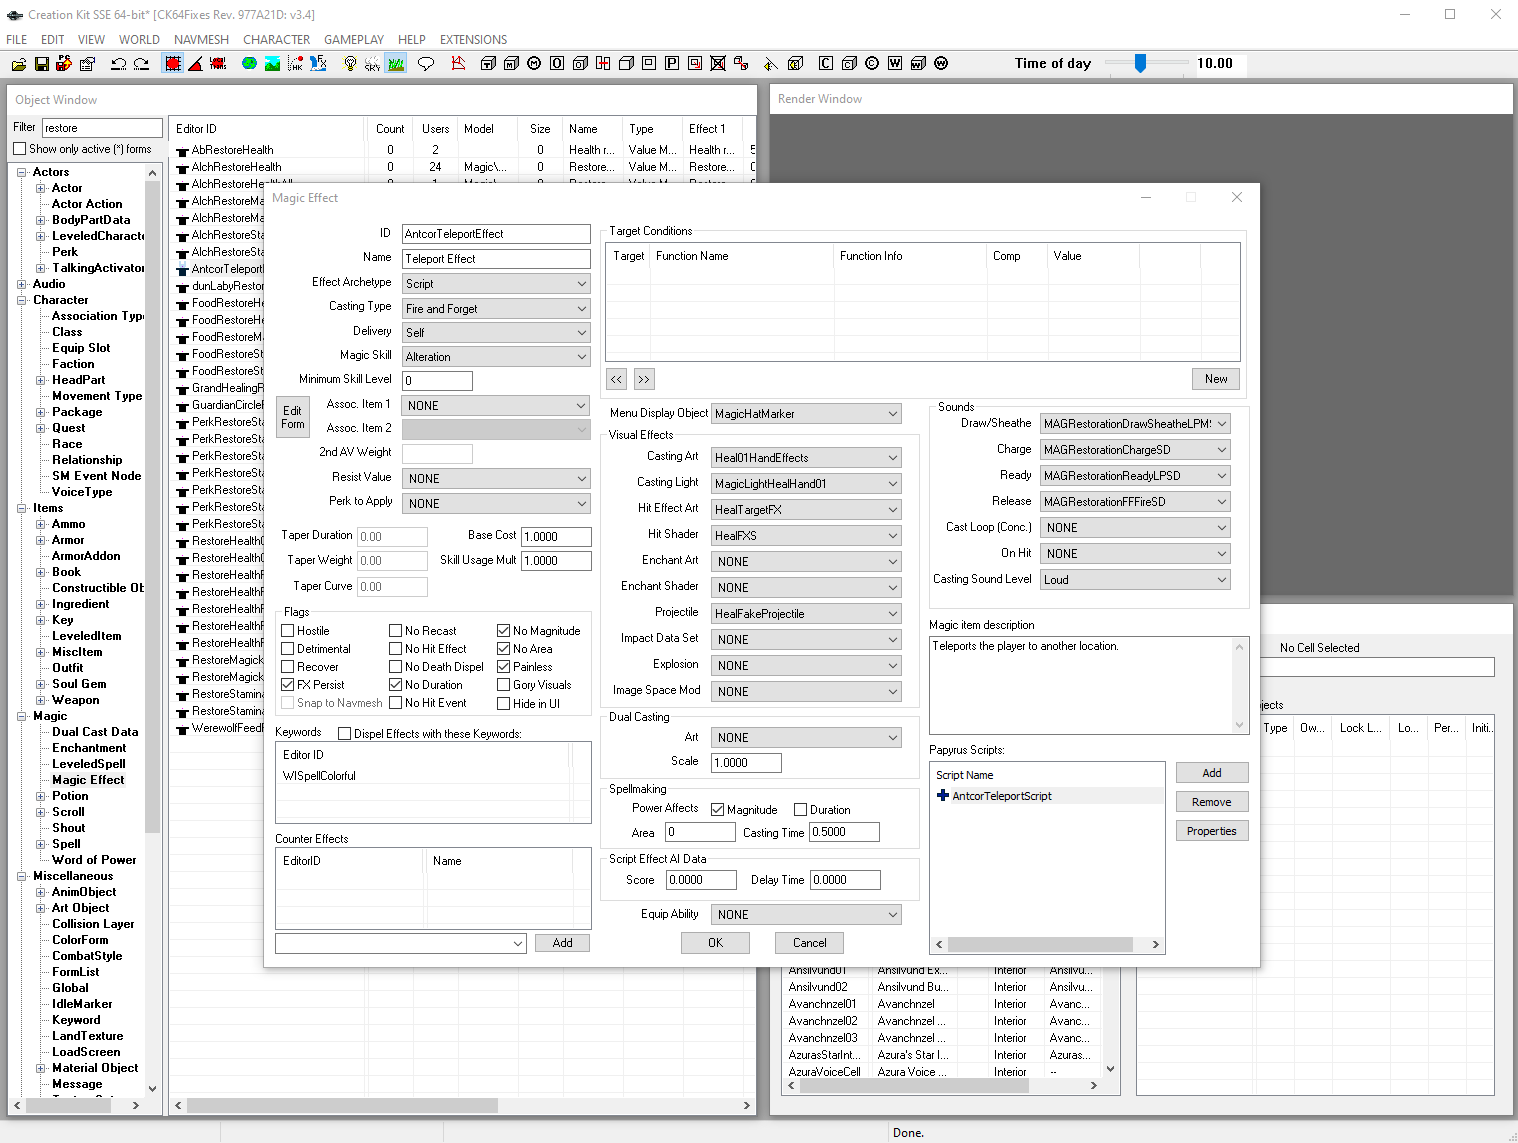 Creation Kit SSE 64-bit* [CK64Fixes Rev. 977A21D: v3.4]
FILE EDIT VIEW WORLD NAVMESH CHARACTER GAMEPLAY HELP EXTENSIONS
Time of day 10.00
Object Window
Filter restore
Show only active (*) forms
Actors
Actor
Actor Action
BodyPartData
LeveledCharacte
Perk
TalkingActivator
Audio
Character
Association Type
Class
Equip Slot
Faction
HeadPart
Movement Type
Package
Quest
Race
Relationship
SM Event Node
VoiceType
Items
Ammo
Armor
ArmorAddon
Book
Constructible Ob
Ingredient
Key
LeveledItem
MiscItem
Outfit
Soul Gem
Weapon
Magic
Dual Cast Data
Enchantment
LeveledSpell
Magic Effect
Potion
Scroll
Shout
Spell
Word of Power
Miscellaneous
AnimObject
Art Object
Collision Layer
ColorForm
CombatStyle
FormList
Global
IdleMarker
Keyword
LandTexture
LoadScreen
Material Object
Message
Editor ID Count Users Model Size Name Type Effect 1
AbRestoreHealth 0 2 0 Health r... Value M... Health r... 5
AlchRestoreHealth 0 24 Magic\... 0 Restore... Value M... Restore...
AlchRestoreMa
AlchRestoreMa
AlchRestoreSta
AlchRestoreSta
AntcorTeleport
dunLabyRestor
FoodRestoreHe
FoodRestoreHe
FoodRestoreMa
FoodRestoreSt
FoodRestoreSt
GrandHealingR
GuardianCircleR
PerkRestoreSta
PerkRestoreSta
PerkRestoreSta
PerkRestoreSta
PerkRestoreSta
PerkRestoreSta
PerkRestoreSta
RestoreHealth
RestoreHealth
RestoreHealthF
RestoreHealthF
RestoreHealthF
RestoreHealthF
RestoreHealthF
RestoreMagick
RestoreMagick
RestoreStamina
RestoreStamina
WerewolfFeedF
Magic Effect
ID AntcorTeleportEffect
Name Teleport Effect
Effect Archetype Script
Casting Type Fire and Forget
Delivery Self
Magic Skill Alteration
Minimum Skill Level 0
Edit Form
Assoc. Item 1 NONE
Assoc. Item 2
2nd AV Weight
Resist Value NONE
Perk to Apply NONE
Taper Duration 0.00 Base Cost 1.0000
Taper Weight 0.00 Skill Usage Mult 1.0000
Taper Curve 0.00
Flags
Hostile No Recast No Magnitude
Detrimental No Hit Effect No Area
Recover No Death Dispel Painless
FX Persist No Duration Gory Visuals
Snap to Navmesh No Hit Event Hide in UI
Keywords Dispel Effects with these Keywords:
Editor ID
WISpellColorful
Counter Effects
EditorID Name
Add
Target Conditions
Target Function Name Function Info Comp Value
<< >> New
Menu Display Object MagicHatMarker
Visual Effects
Casting Art Heal01HandEffects
Casting Light MagicLightHealHand01
Hit Effect Art HealTargetFX
Hit Shader HealFXS
Enchant Art NONE
Enchant Shader NONE
Projectile HealFakeProjectile
Impact Data Set NONE
Explosion NONE
Image Space Mod NONE
Dual Casting
Art NONE
Scale 1.0000
Spellmaking
Power Affects Magnitude Duration
Area 0 Casting Time 0.5000
Script Effect AI Data
Score 0.0000 Delay Time 0.0000
Equip Ability NONE
OK Cancel
Sounds
Draw/Sheathe MAGRestorationDrawSheatheLPM
Charge MAGRestorationChargeSD
Ready MAGRestorationReadyLPSD
Release MAGRestorationFFFireSD
Cast Loop (Conc.) NONE
On Hit NONE
Casting Sound Level Loud
Magic item description
Teleports the player to another location.
Papyrus Scripts:
Script Name
AntcorTeleportScript
Add
Remove
Properties
Render Window
No Cell Selected
jects
Type Ow... Lock L... Lo... Per... Initi...
Ansilvund01 Ansilvund Ex... Interior Ansilvu...
Ansilvund02 Ansilvund Bu... Interior Ansilvu...
Avanchnzel01 Avanchnzel Interior Avanc...
Avanchnzel02 Avanchnzel ... Interior Avanc...
Avanchnzel03 Avanchnzel ... Interior Avanc...
AzurasStarInt... Azura's Star I... Interior Azuras...
AzuraVoiceCell Azura Voice ... Interior --
Done.